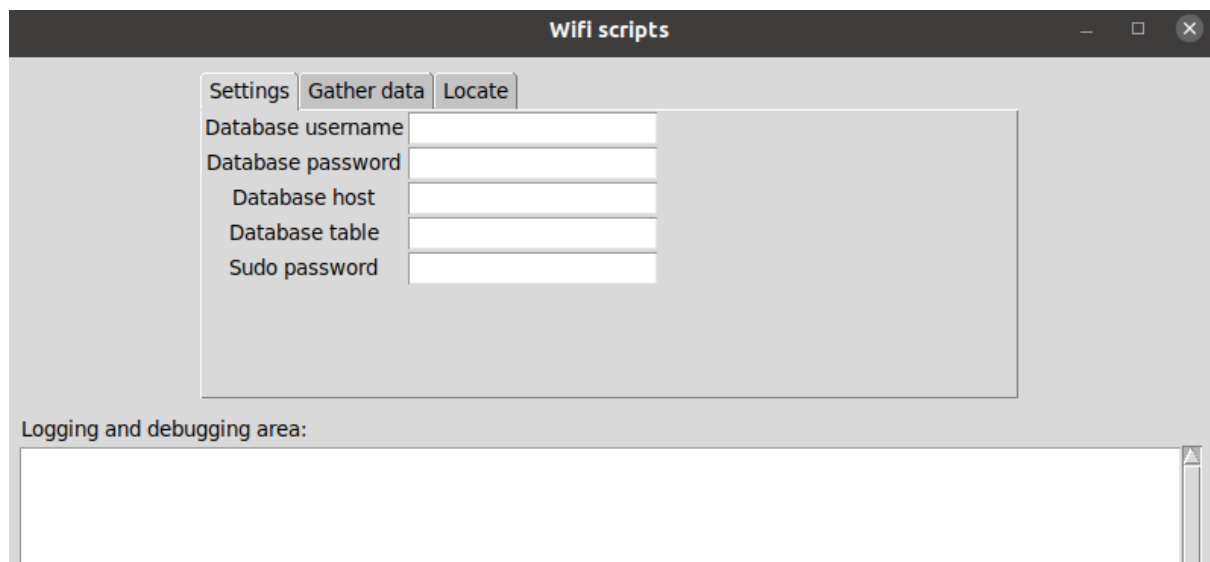 Wifi scripts
Settings Gather data Locate
Database username
Database password
Database host
Database table
Sudo password
Logging and debugging area: